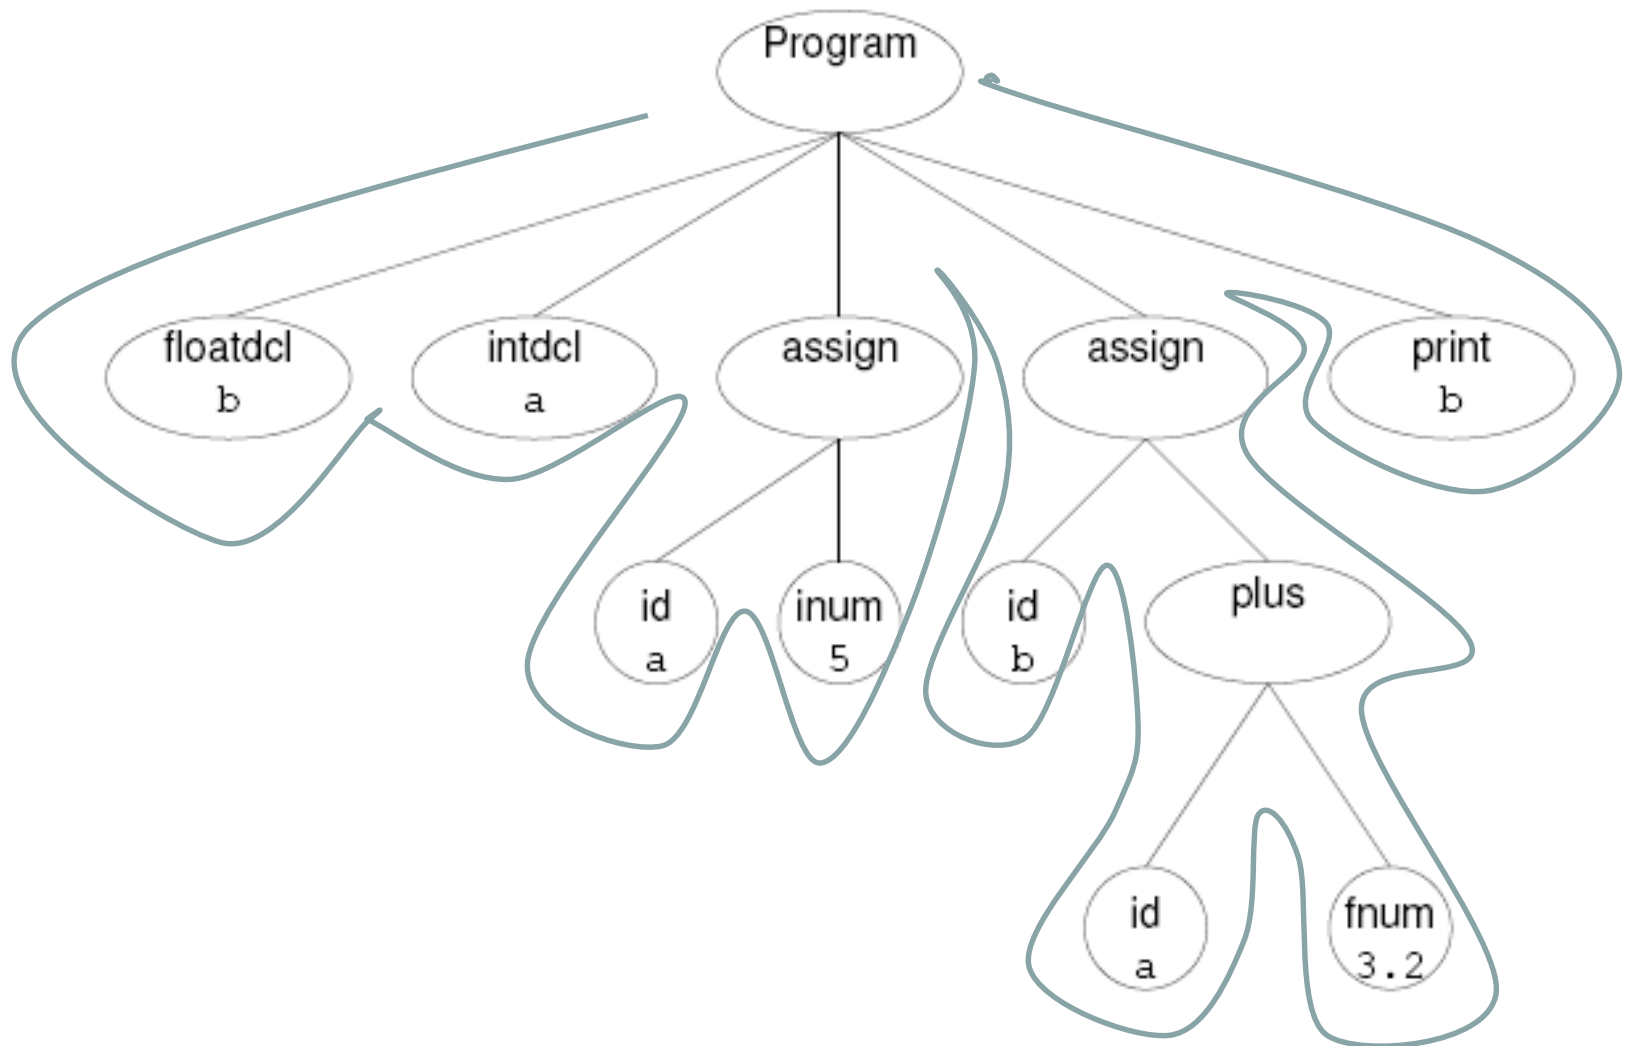 Program
floatdcl
b
intdcl
a
assign
assign
print
b
id
a
inum
5
id
b
plus
id
a
fnum
3.2